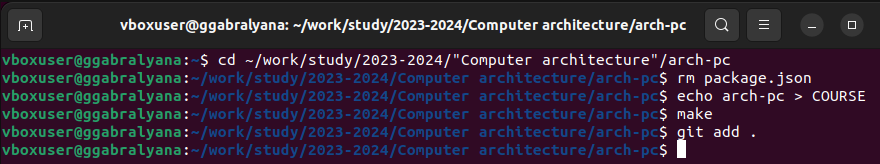 vboxuser@ggabralyana: ~/work/study/2023-2024/Computer architecture/arch-pc
vboxuser@ggabralyana:~$ cd ~/work/study/2023-2024/"Computer architecture"/arch-pc
vboxuser@ggabralyana:~/work/study/2023-2024/Computer architecture/arch-pc$ rm package.json
vboxuser@ggabralyana:~/work/study/2023-2024/Computer architecture/arch-pc$ echo arch-pc > COURSE
vboxuser@ggabralyana:~/work/study/2023-2024/Computer architecture/arch-pc$ make
vboxuser@ggabralyana:~/work/study/2023-2024/Computer architecture/arch-pc$ git add .
vboxuser@ggabralyana:~/work/study/2023-2024/Computer architecture/arch-pc$